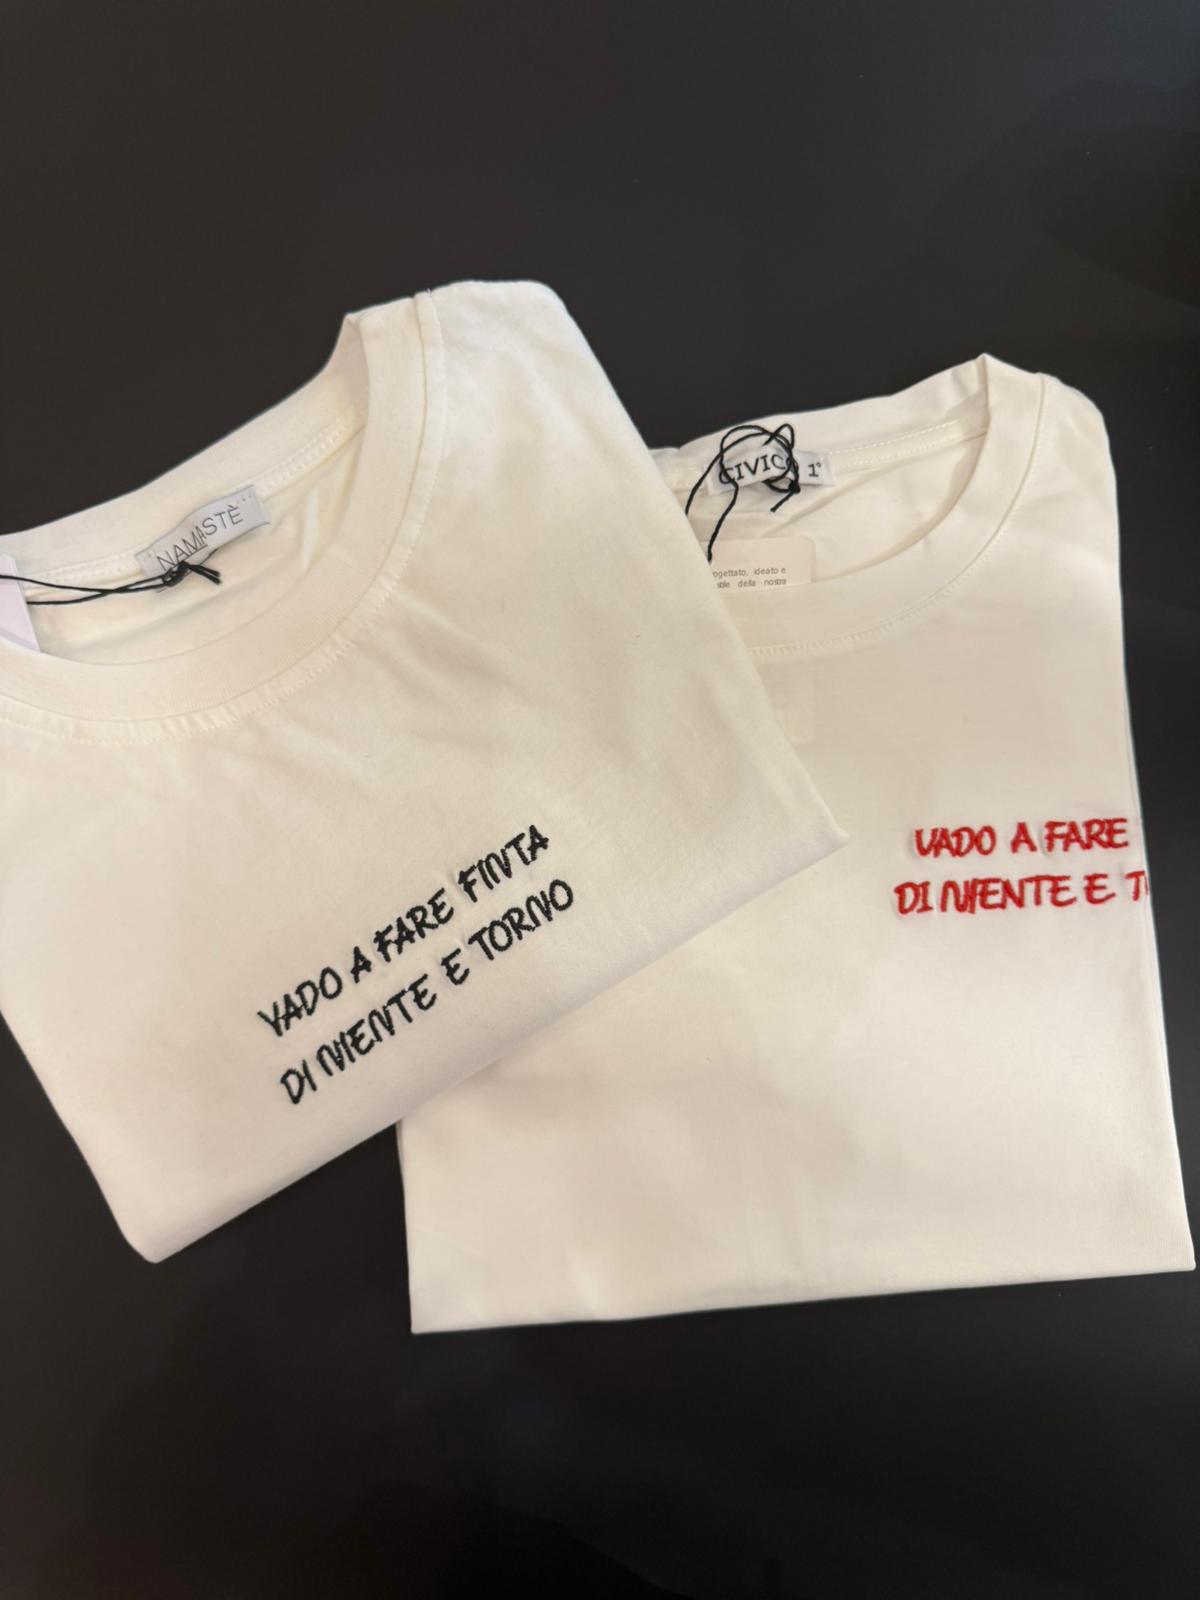 NAMASTÈ
VADO A FARE FINTA
DI NIENTE E TORNO
CIVICO 1°
progettato, ideato e
della nostra
VADO A FARE
DI NIENTE E